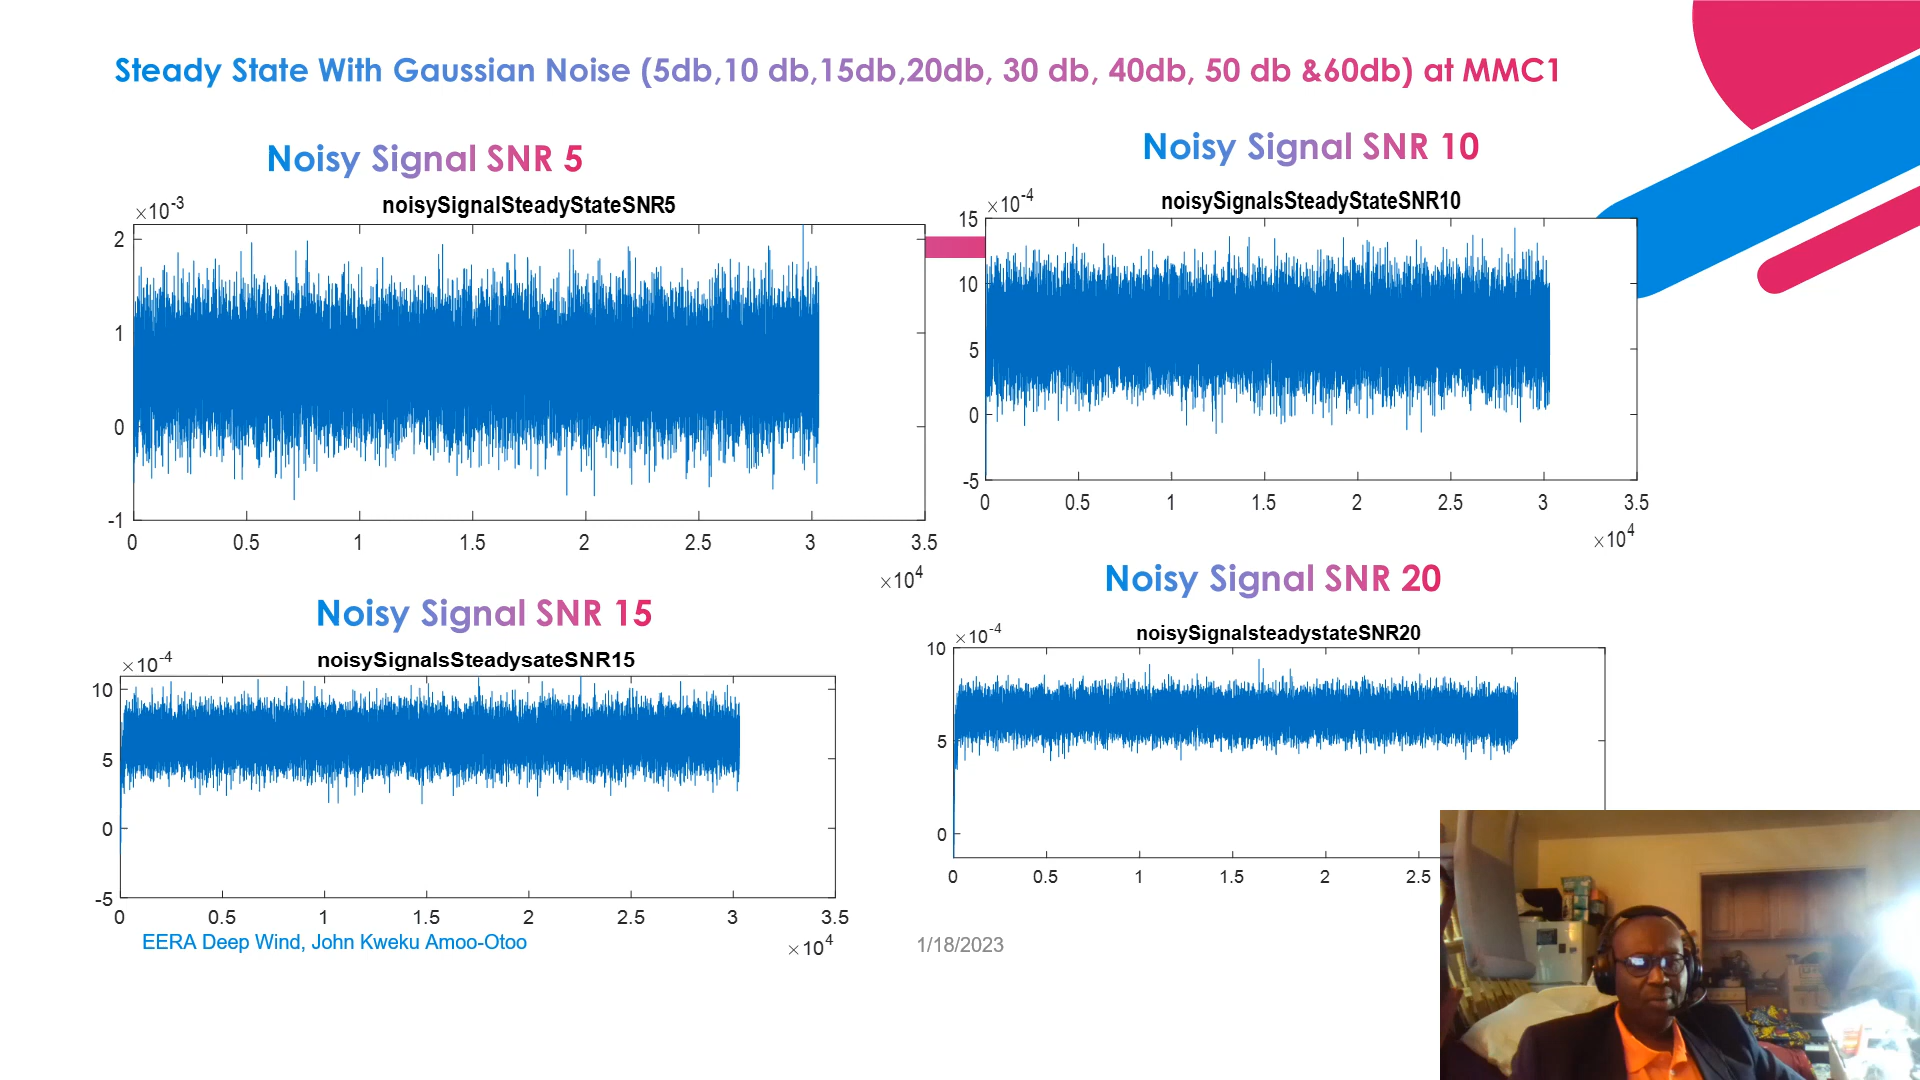 Steady State With Gaussian Noise (5db,10 db,15db,20db, 30 db, 40db, 50 db &60db) at MMC1
Noisy Signal SNR 5
noisySignalSteadyStateSNR5
×10-3
2
1
0
-1
0 0.5 1 1.5 2 2.5 3 3.5
×104
Noisy Signal SNR 10
noisySignalsSteadyStateSNR10
×10-4
15
10
5
0
-5
0 0.5 1 1.5 2 2.5 3 3.5
×104
Noisy Signal SNR 15
noisySignalsSteadysateSNR15
×10-4
10
5
0
-5
0 0.5 1 1.5 2 2.5 3 3.5
×104
Noisy Signal SNR 20
noisySignalsteadystateSNR20
×10-4
10
5
0
0 0.5 1 1.5 2 2.5
EERA Deep Wind, John Kweku Amoo-Otoo
1/18/2023